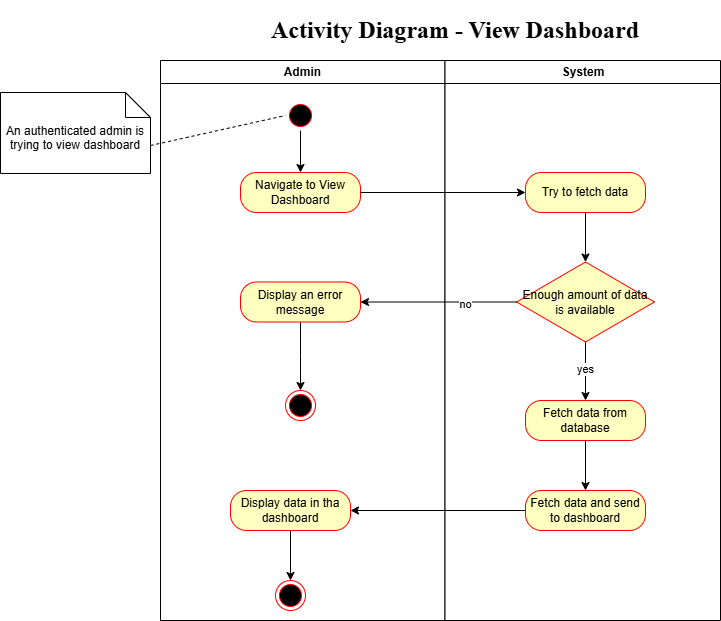 Activity Diagram - View Dashboard
Admin
System
An authenticated admin is
trying to view dashboard
Navigate to View
Dashboard
Try to fetch data
Display an error
message
no
Enough amount of data
is available
yes
Fetch data from
database
Display data in tha
dashboard
Fetch data and send
to dashboard